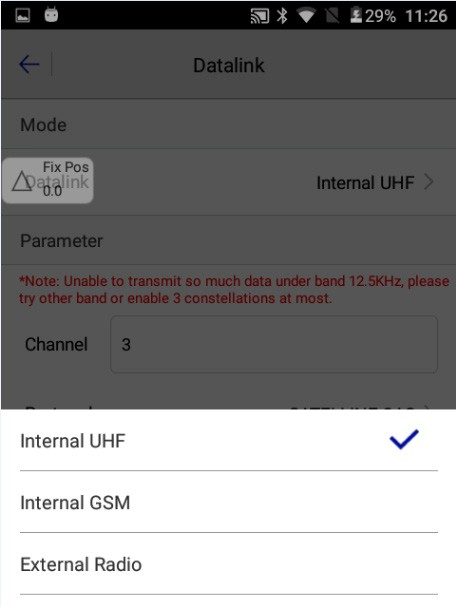 29% 11:26
Datalink
Mode
Fix Pos
Datalink
0.0
Internal UHF
Parameter
*Note: Unable to transmit so much data under band 12.5KHz, please
try other band or enable 3 constellations at most.
Channel 3
Internal UHF
Internal GSM
External Radio